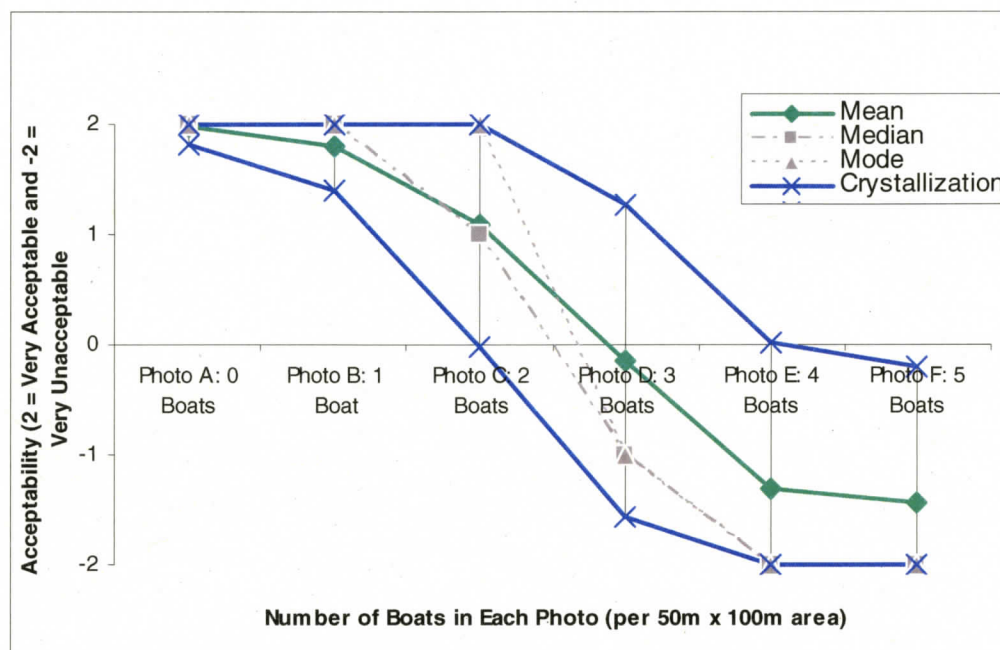 Acceptability (2 = Very Acceptable and -2 =
Very Unacceptable
2
1
0
-1
-2
Mean
Median
Mode
Crystallization
Photo A: 0
Boats
Photo B: 1
Boat
Photo C: 2
Boats
Photo D: 3
Boats
Photo E: 4
Boats
Photo F: 5
Boats
Number of Boats in Each Photo (per 50m x 100m area)